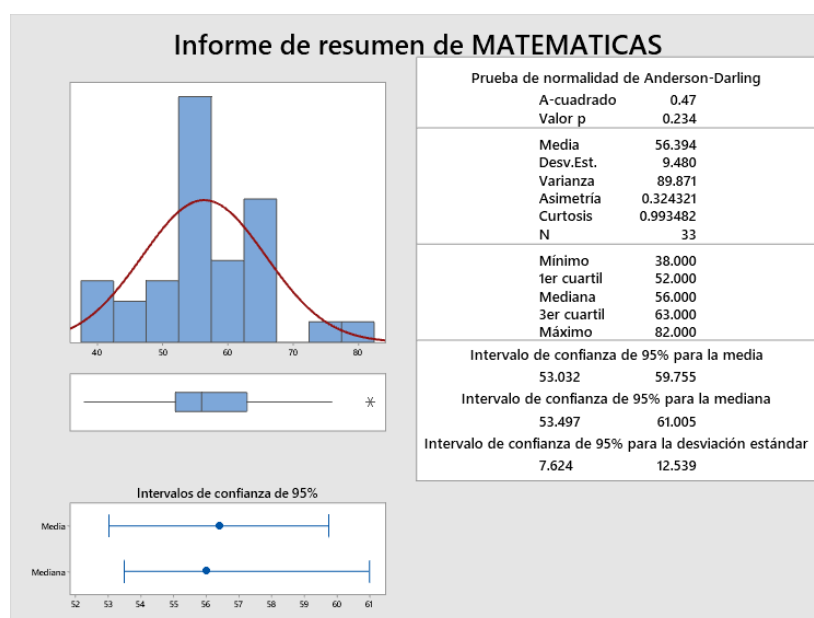 Informe de resumen de MATEMATICAS
40 50 60 70 80
Intervalos de confianza de 95%
Media
Mediana
52 53 54 55 56 57 58 59 60 61
Prueba de normalidad de Anderson-Darling
A-cuadrado 0.47
Valor p 0.234
Media 56.394
Desv.Est. 9.480
Varianza 89.871
Asimetría 0.324321
Curtosis 0.993482
N 33
Mínimo 38.000
1er cuartil 52.000
Mediana 56.000
3er cuartil 63.000
Máximo 82.000
Intervalo de confianza de 95% para la media
53.032 59.755
Intervalo de confianza de 95% para la mediana
53.497 61.005
Intervalo de confianza de 95% para la desviación estándar
7.624 12.539